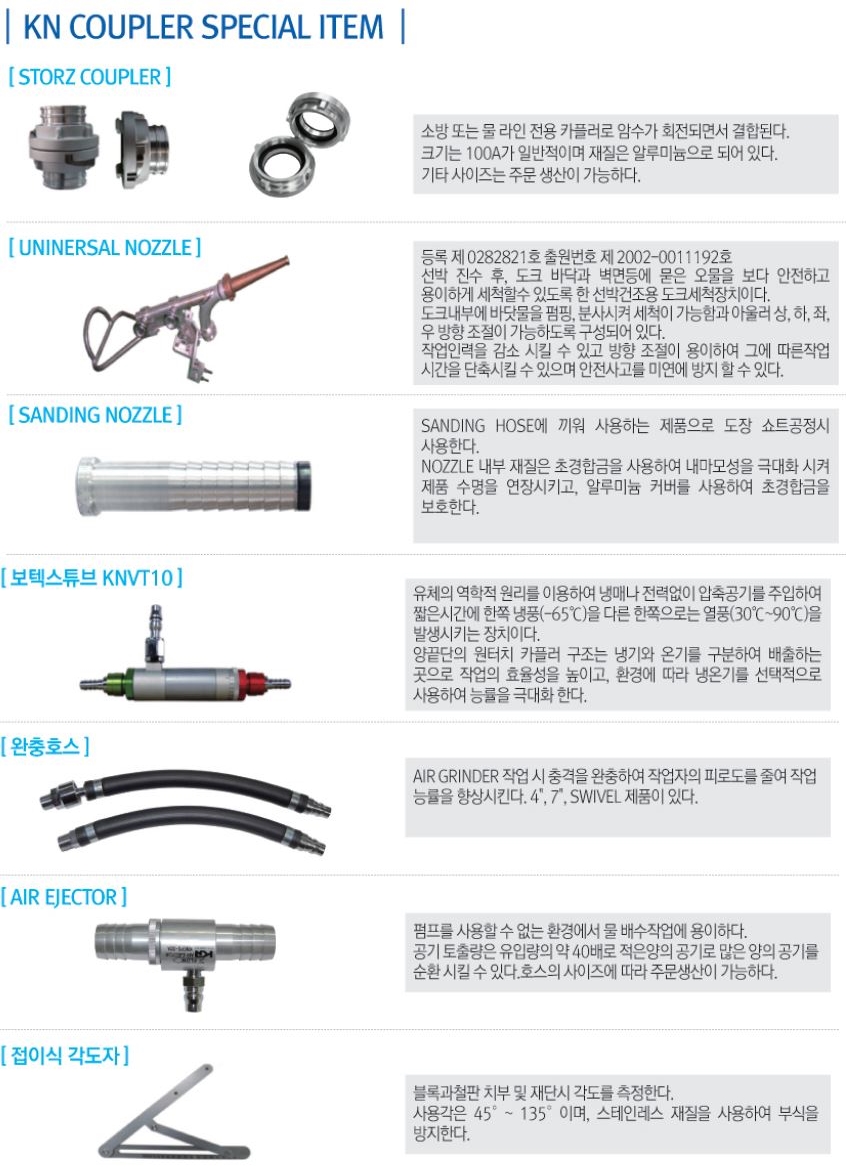 KN COUPLER SPECIAL ITEM
[ STORZ COUPLER ]
소방 또는 물 라인 전용 카플러로 암수가 회전되면서 결합된다.
크기는 100A가 일반적이며 재질은 알루미늄으로 되어 있다.
기타 사이즈는 주문 생산이 가능하다.
[ UNINERSAL NOZZLE ]
등록 제 0282821호 출원번호 제 2002-0011192호
선박 진수 후, 도크 바닥과 벽면등에 묻은 오물을 보다 안전하고
용이하게 세척할수 있도록 한 선박건조용 도크세척장치이다.
도크내부에 바닷물을 펌핑, 분사시켜 세척이 가능함과 아울러 상, 하, 좌,
우 방향 조절이 가능하도록 구성되어 있다.
작업인력을 감소 시킬 수 있고 방향 조절이 용이하여 그에 따른작업
시간을 단축시킬 수 있으며 안전사고를 미연에 방지 할 수 있다.
[ SANDING NOZZLE ]
SANDING HOSE에 끼워 사용하는 제품으로 도장 쇼트공정시
사용한다.
NOZZLE 내부 재질은 초경합금을 사용하여 내마모성을 극대화 시켜
제품 수명을 연장시키고, 알루미늄 커버를 사용하여 초경합금을
보호한다.
[ 보텍스튜브 KNVT10 ]
유체의 역학적 원리를 이용하여 냉매나 전력없이 압축공기를 주입하여
짧은시간에 한쪽 냉풍(-65℃)을 다른 한쪽으로는 열풍(30℃~90℃)을
발생시키는 장치이다.
양끝단의 원터치 카플러 구조는 냉기와 온기를 구분하여 배출하는
곳으로 작업의 효율성을 높이고, 환경에 따라 냉온기를 선택적으로
사용하여 능률을 극대화 한다.
[ 완충호스 ]
AIR GRINDER 작업 시 충격을 완충하여 작업자의 피로도를 줄여 작업
능률을 향상시킨다. 4", 7", SWIVEL 제품이 있다.
[ AIR EJECTOR ]
펌프를 사용할 수 없는 환경에서 물 배수작업에 용이하다.
공기 토출량은 유입량의 약 40배로 적은양의 공기로 많은 양의 공기를
순환 시킬 수 있다.호스의 사이즈에 따라 주문생산이 가능하다.
[ 접이식 각도자 ]
블록과철판 치부 및 재단시 각도를 측정한다.
사용각은 45° ~ 135° 이며, 스테인레스 재질을 사용하여 부식을
방지한다.